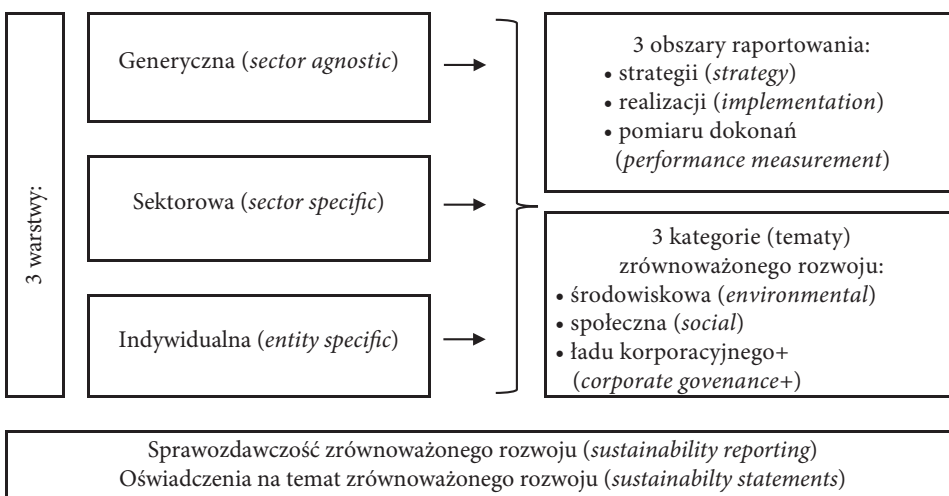 3 warstwy:
Generyczna (sector agnostic)
Sektorowa (sector specific)
Indywidualna (entity specific)
3 obszary raportowania:
• strategii (strategy)
• realizacji (implementation)
• pomiaru dokonań
(performance measurement)
3 kategorie (tematy)
zrównoważonego rozwoju:
• środowiskowa (environmental)
• społeczna (social)
• ładu korporacyjnego+
(corporate govenance+)
Sprawozdawczość zrównoważonego rozwoju (sustainability reporting)
Oświadczenia na temat zrównoważonego rozwoju (sustainabilty statements)